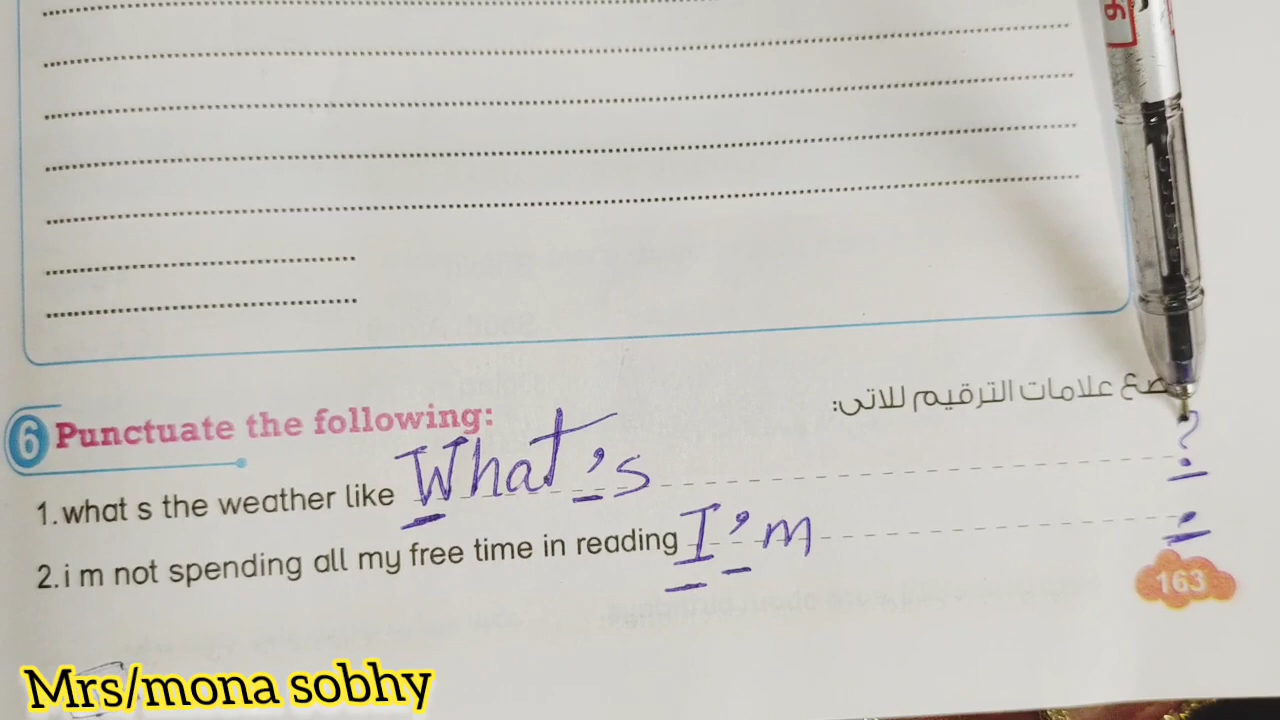 6 Punctuate the following:
ضع علامات الترقيم للاتى:
1. what s the weather like What's ?
2. i m not spending all my free time in reading I'm .
163
Mrs/mona sobhy